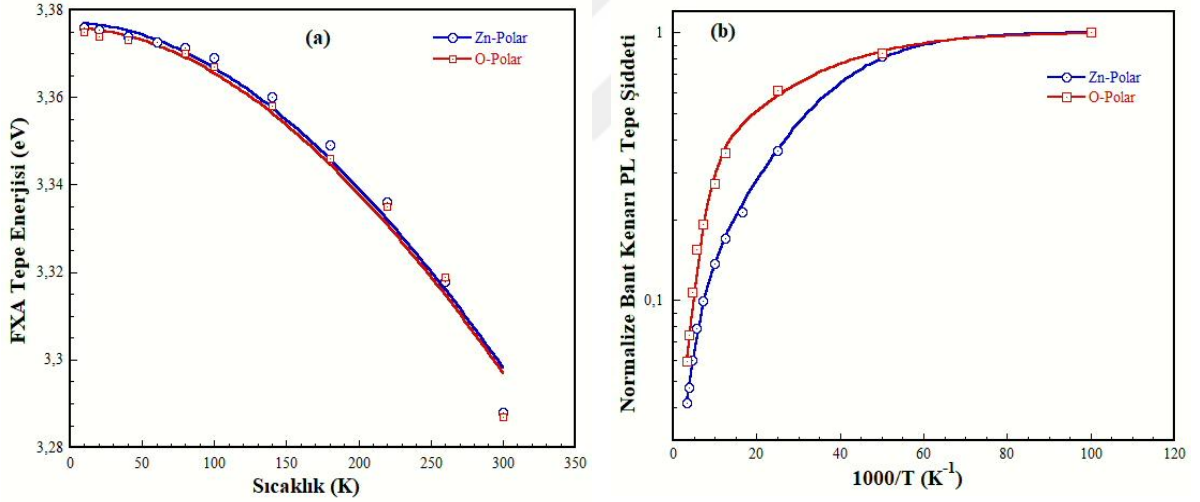 (a)
Zn-Polar
O-Polar
FXA Tepe Enerjisi (eV)
3,38
3,36
3,34
3,32
3,3
3,28
0
50
100
150
200
250
300
350
Sıcaklık (K)
(b)
Zn-Polar
O-Polar
Normalize Bant Kenarı PL Tepe Şiddeti
1
0,1
0
20
40
60
80
100
120
1000/T (K⁻¹)